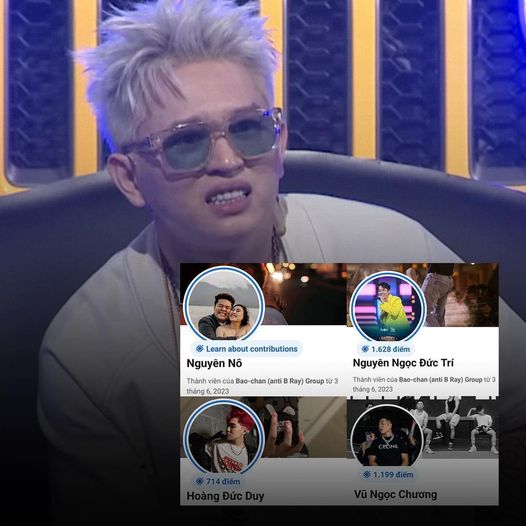 Learn about contributions
Nguyên Nô
Thành viên của Bao-chan (anti B Ray) Group từ 3
tháng 6, 2023
1.628 điểm
Nguyên Ngọc Đức Trí
Thành viên của Bao-chan (anti B Ray) Group từ 3
tháng 6, 2023
714 điểm
Hoàng Đức Duy
CELINE
1.199 điểm
Vũ Ngọc Chương